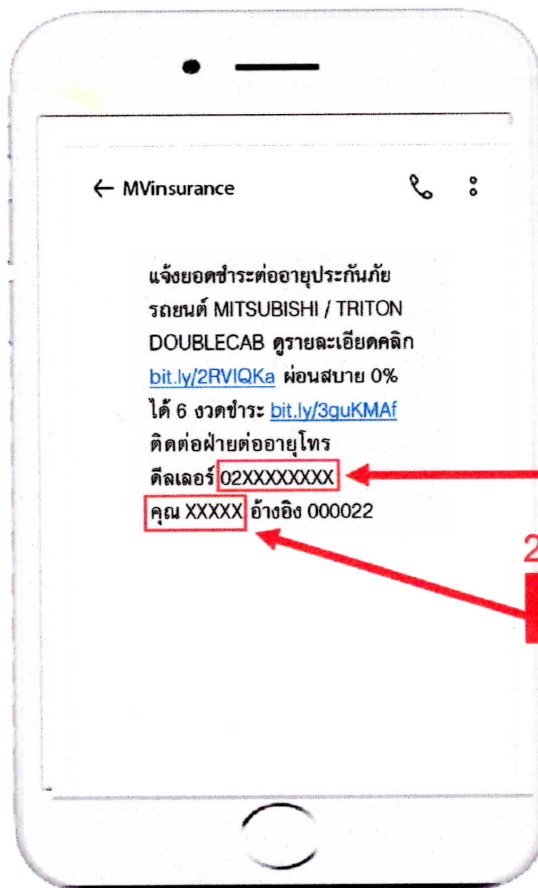 ← MVinsurance
แจ้งยอดชำระต่ออายุประกันภัย
รถยนต์ MITSUBISHI / TRITON
DOUBLECAB ดูรายละเอียดคลิก
bit.ly/2RVIQKa ผ่อนสบาย 0%
ได้ 6 งวดชำระ bit.ly/3guKMAf
ติดต่อฝ่ายต่ออายุโทร
ดีลเลอร์ 02XXXXXXXX
คุณ XXXXX อ้างอิง 000022
2